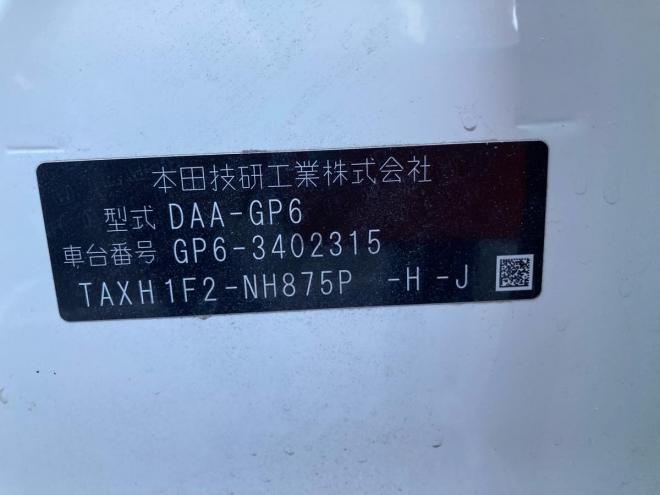 本田技研工業株式会社
型式 DAA-GP6
車台番号 GP6-3402315
TAXH1F2-NH875P -H-J